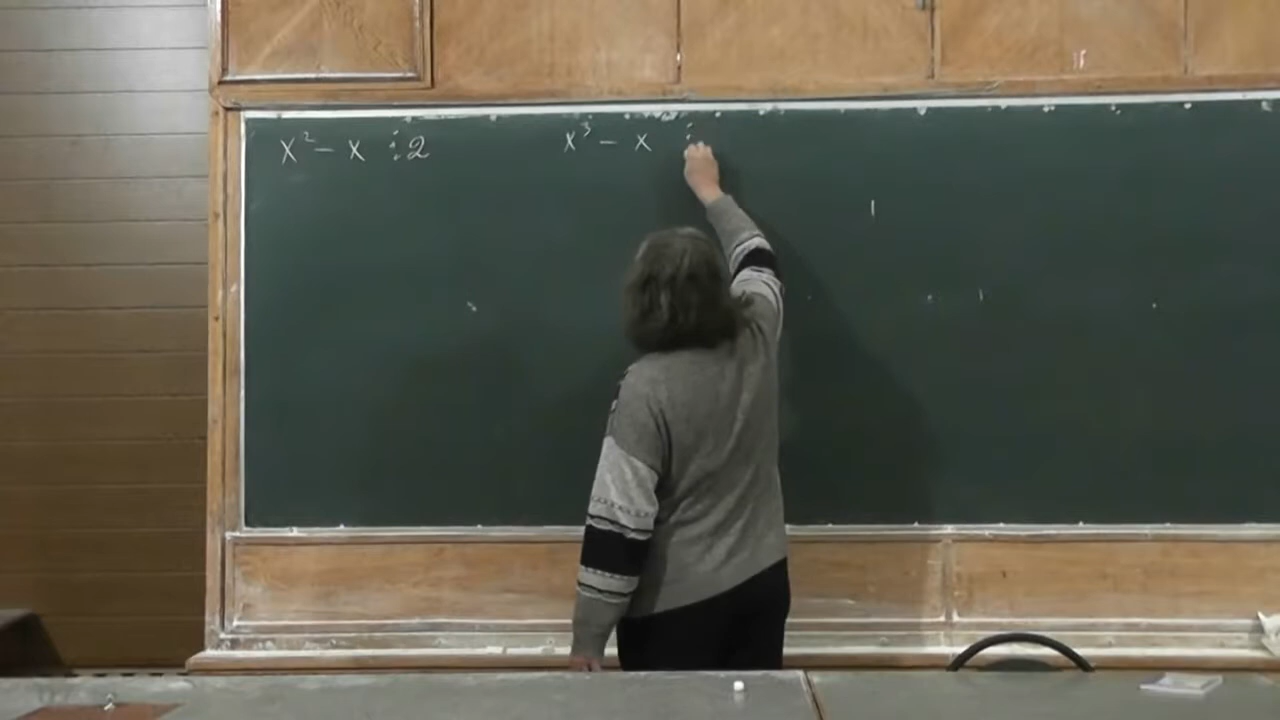 x² − x ⋮ 2
x³ − x ⋮